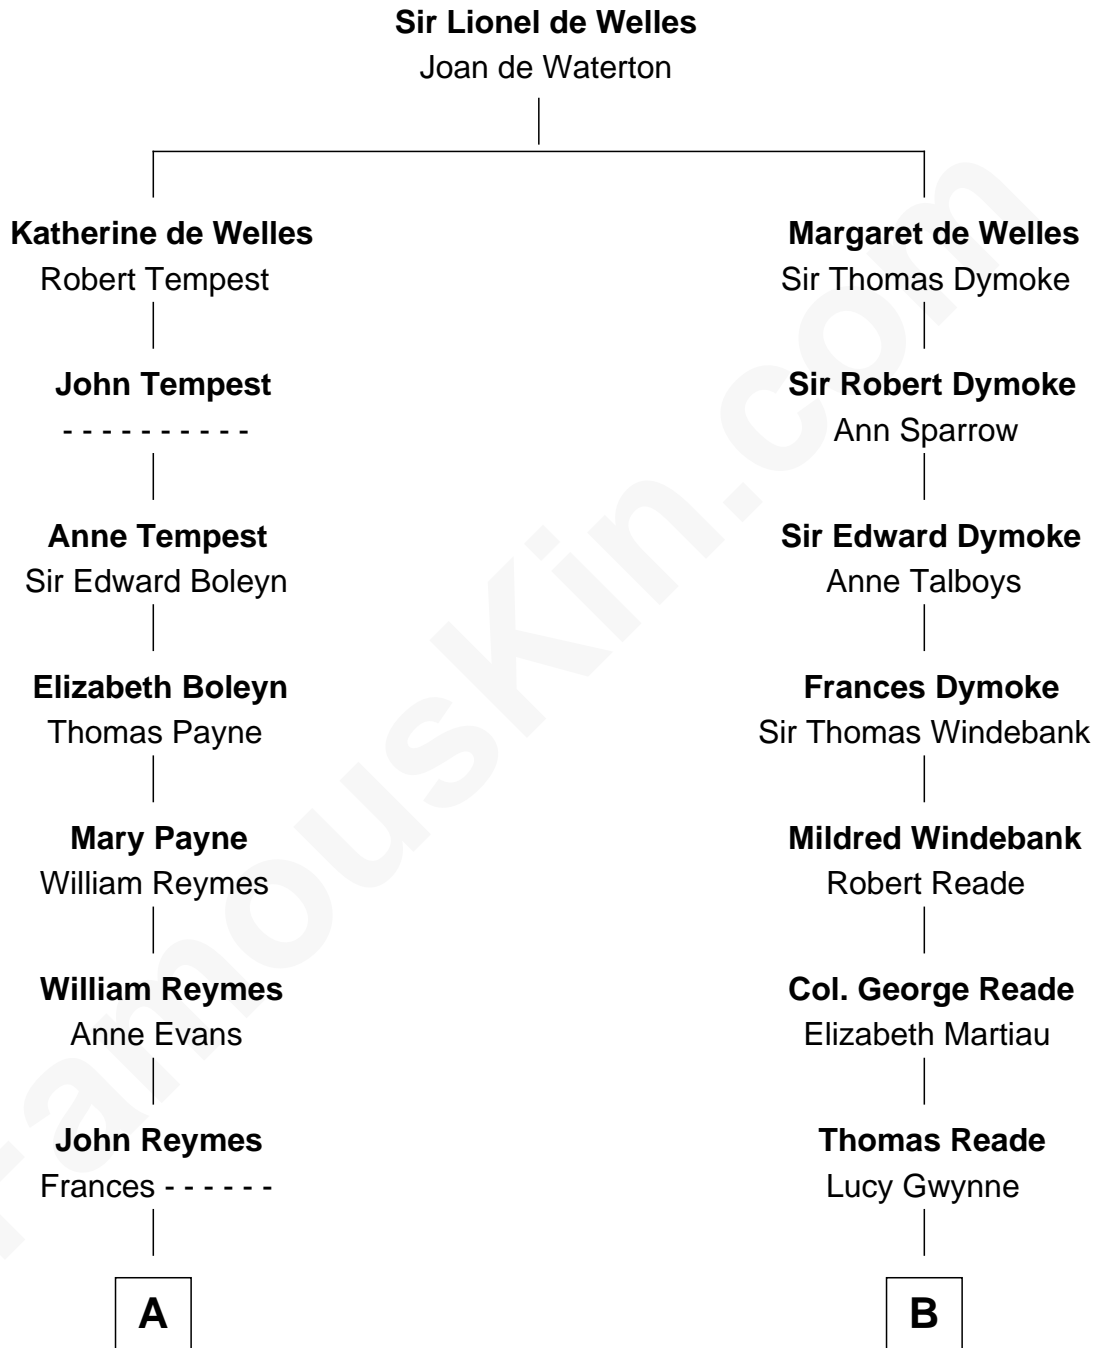 Sir Lionel de Welles
Joan de Waterton
Katherine de Welles
Robert Tempest
John Tempest
- - - - - - - - - -
Anne Tempest
Sir Edward Boleyn
Elizabeth Boleyn
Thomas Payne
Mary Payne
William Reymes
William Reymes
Anne Evans
John Reymes
Frances - - - - - -
A
Margaret de Welles
Sir Thomas Dymoke
Sir Robert Dymoke
Ann Sparrow
Sir Edward Dymoke
Anne Talboys
Frances Dymoke
Sir Thomas Windebank
Mildred Windebank
Robert Reade
Col. George Reade
Elizabeth Martiau
Thomas Reade
Lucy Gwynne
B
FamousKin.com